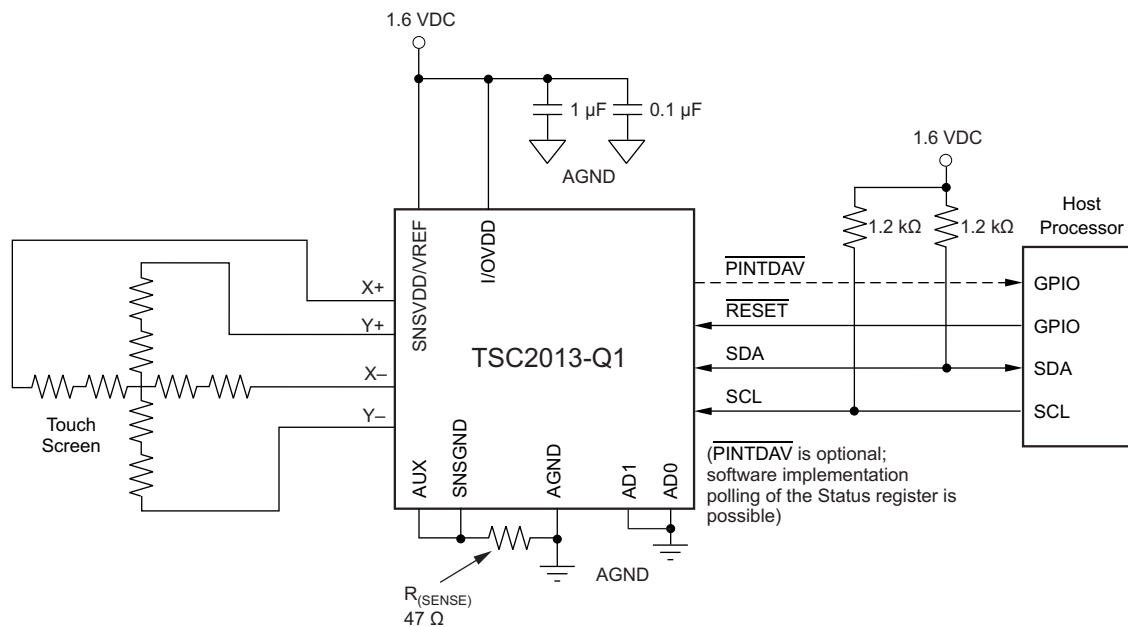 1.6 VDC
1 µF
0.1 µF
AGND
1.6 VDC
1.2 kΩ
1.2 kΩ
Host
Processor
SNSVDD/VREF
I/OVDD
X+
Y+
X–
Y–
Touch
Screen
TSC2013-Q1
PINTDAV
RESET
SDA
SCL
GPIO
GPIO
SDA
SCL
(PINTDAV is optional;
software implementation
polling of the Status register is
possible)
AUX
SNSGND
AGND
AD1
AD0
AGND
R(SENSE)
47 Ω